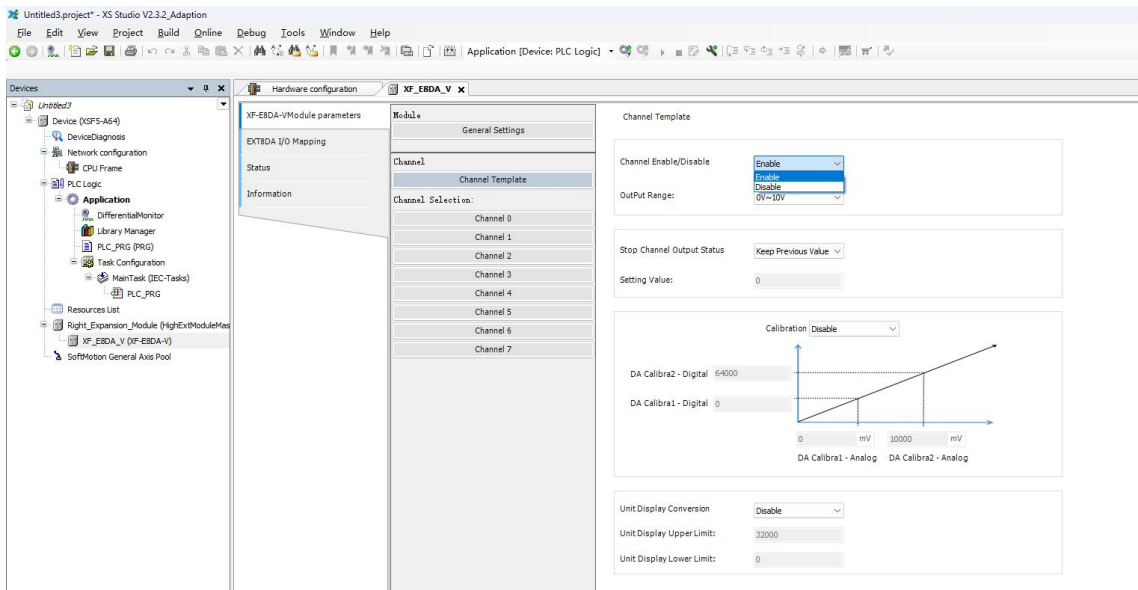 Untitled3.project* - XS Studio V2.3.2_Adaption
File Edit View Project Build Online Debug Tools Window Help
Application [Device: PLC Logic]
Devices
Hardware configuration
XF_E8DA_V
Untitled3
Device (XSF5-A64)
DeviceDiagnosis
Network configuration
CPU Frame
PLC Logic
Application
DifferentialMonitor
Library Manager
PLC_PRG (PRG)
Task Configuration
MainTask (IEC-Tasks)
PLC_PRG
Resources List
Right_Expansion_Module (HighExtModuleMas
XF_E8DA_V (XF-E8DA-V)
SoftMotion General Axis Pool
XF-E8DA-VModule parameters
EXT8DA I/O Mapping
Status
Information
Module
General Settings
Channel
Channel Template
Channel Selection:
Channel 0
Channel 1
Channel 2
Channel 3
Channel 4
Channel 5
Channel 6
Channel 7
Channel Template
Channel Enable/Disable Enable
Enable
Disable
OutPut Range: 0V~10V
Stop Channel Output Status Keep Previous Value
Setting Value: 0
Calibration Disable
DA Calibra2 - Digital 64000
DA Calibra1 - Digital 0
0 mV 10000 mV
DA Calibra1 - Analog DA Calibra2 - Analog
Unit Display Conversion Disable
Unit Display Upper Limit: 32000
Unit Display Lower Limit: 0